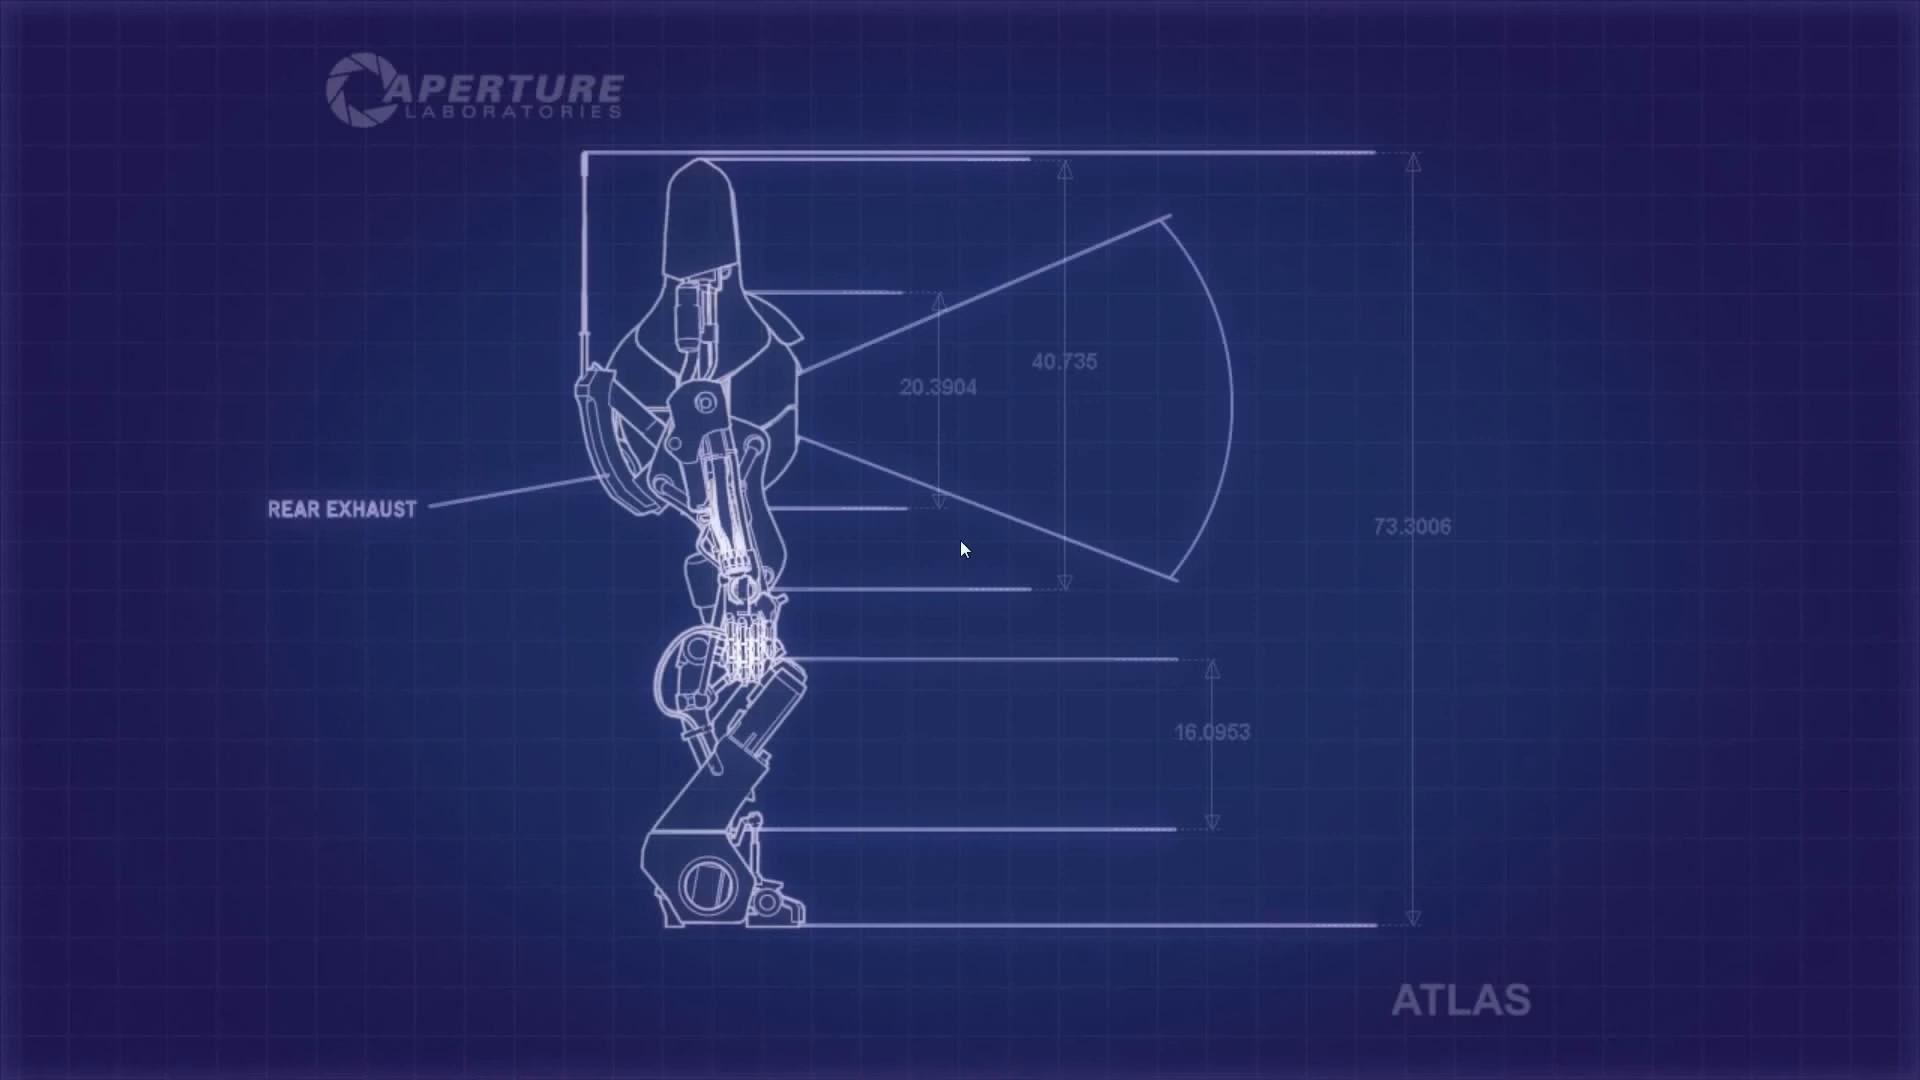 APERTURE
LABORATORIES
40.735
20.3904
REAR EXHAUST
73.3006
16.0953
ATLAS